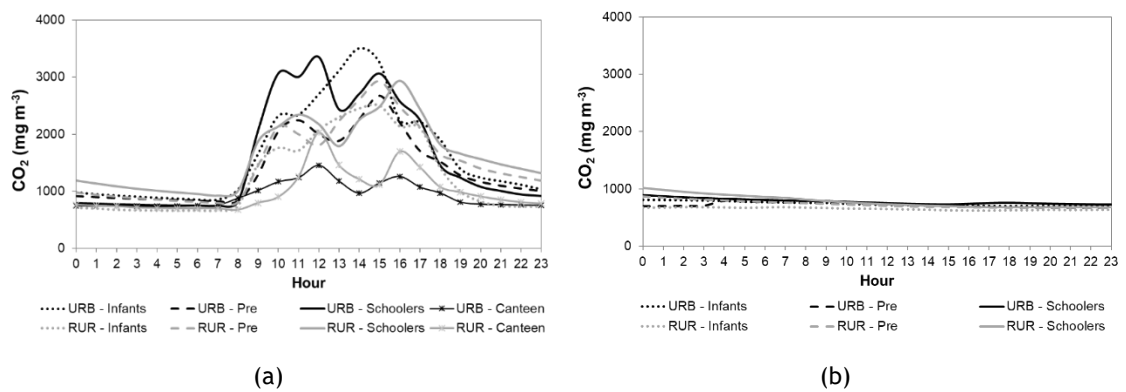 4000
3000
2000
1000
0
CO₂ (mg m⁻³)
0 1 2 3 4 5 6 7 8 9 10 11 12 13 14 15 16 17 18 19 20 21 22 23
Hour
URB - Infants URB - Pre URB - Schoolers URB - Canteen
RUR - Infants RUR - Pre RUR - Schoolers RUR - Canteen
(a)
4000
3000
2000
1000
0
CO₂ (mg m⁻³)
0 1 2 3 4 5 6 7 8 9 10 11 12 13 14 15 16 17 18 19 20 21 22 23
Hour
URB - Infants URB - Pre URB - Schoolers
RUR - Infants RUR - Pre RUR - Schoolers
(b)